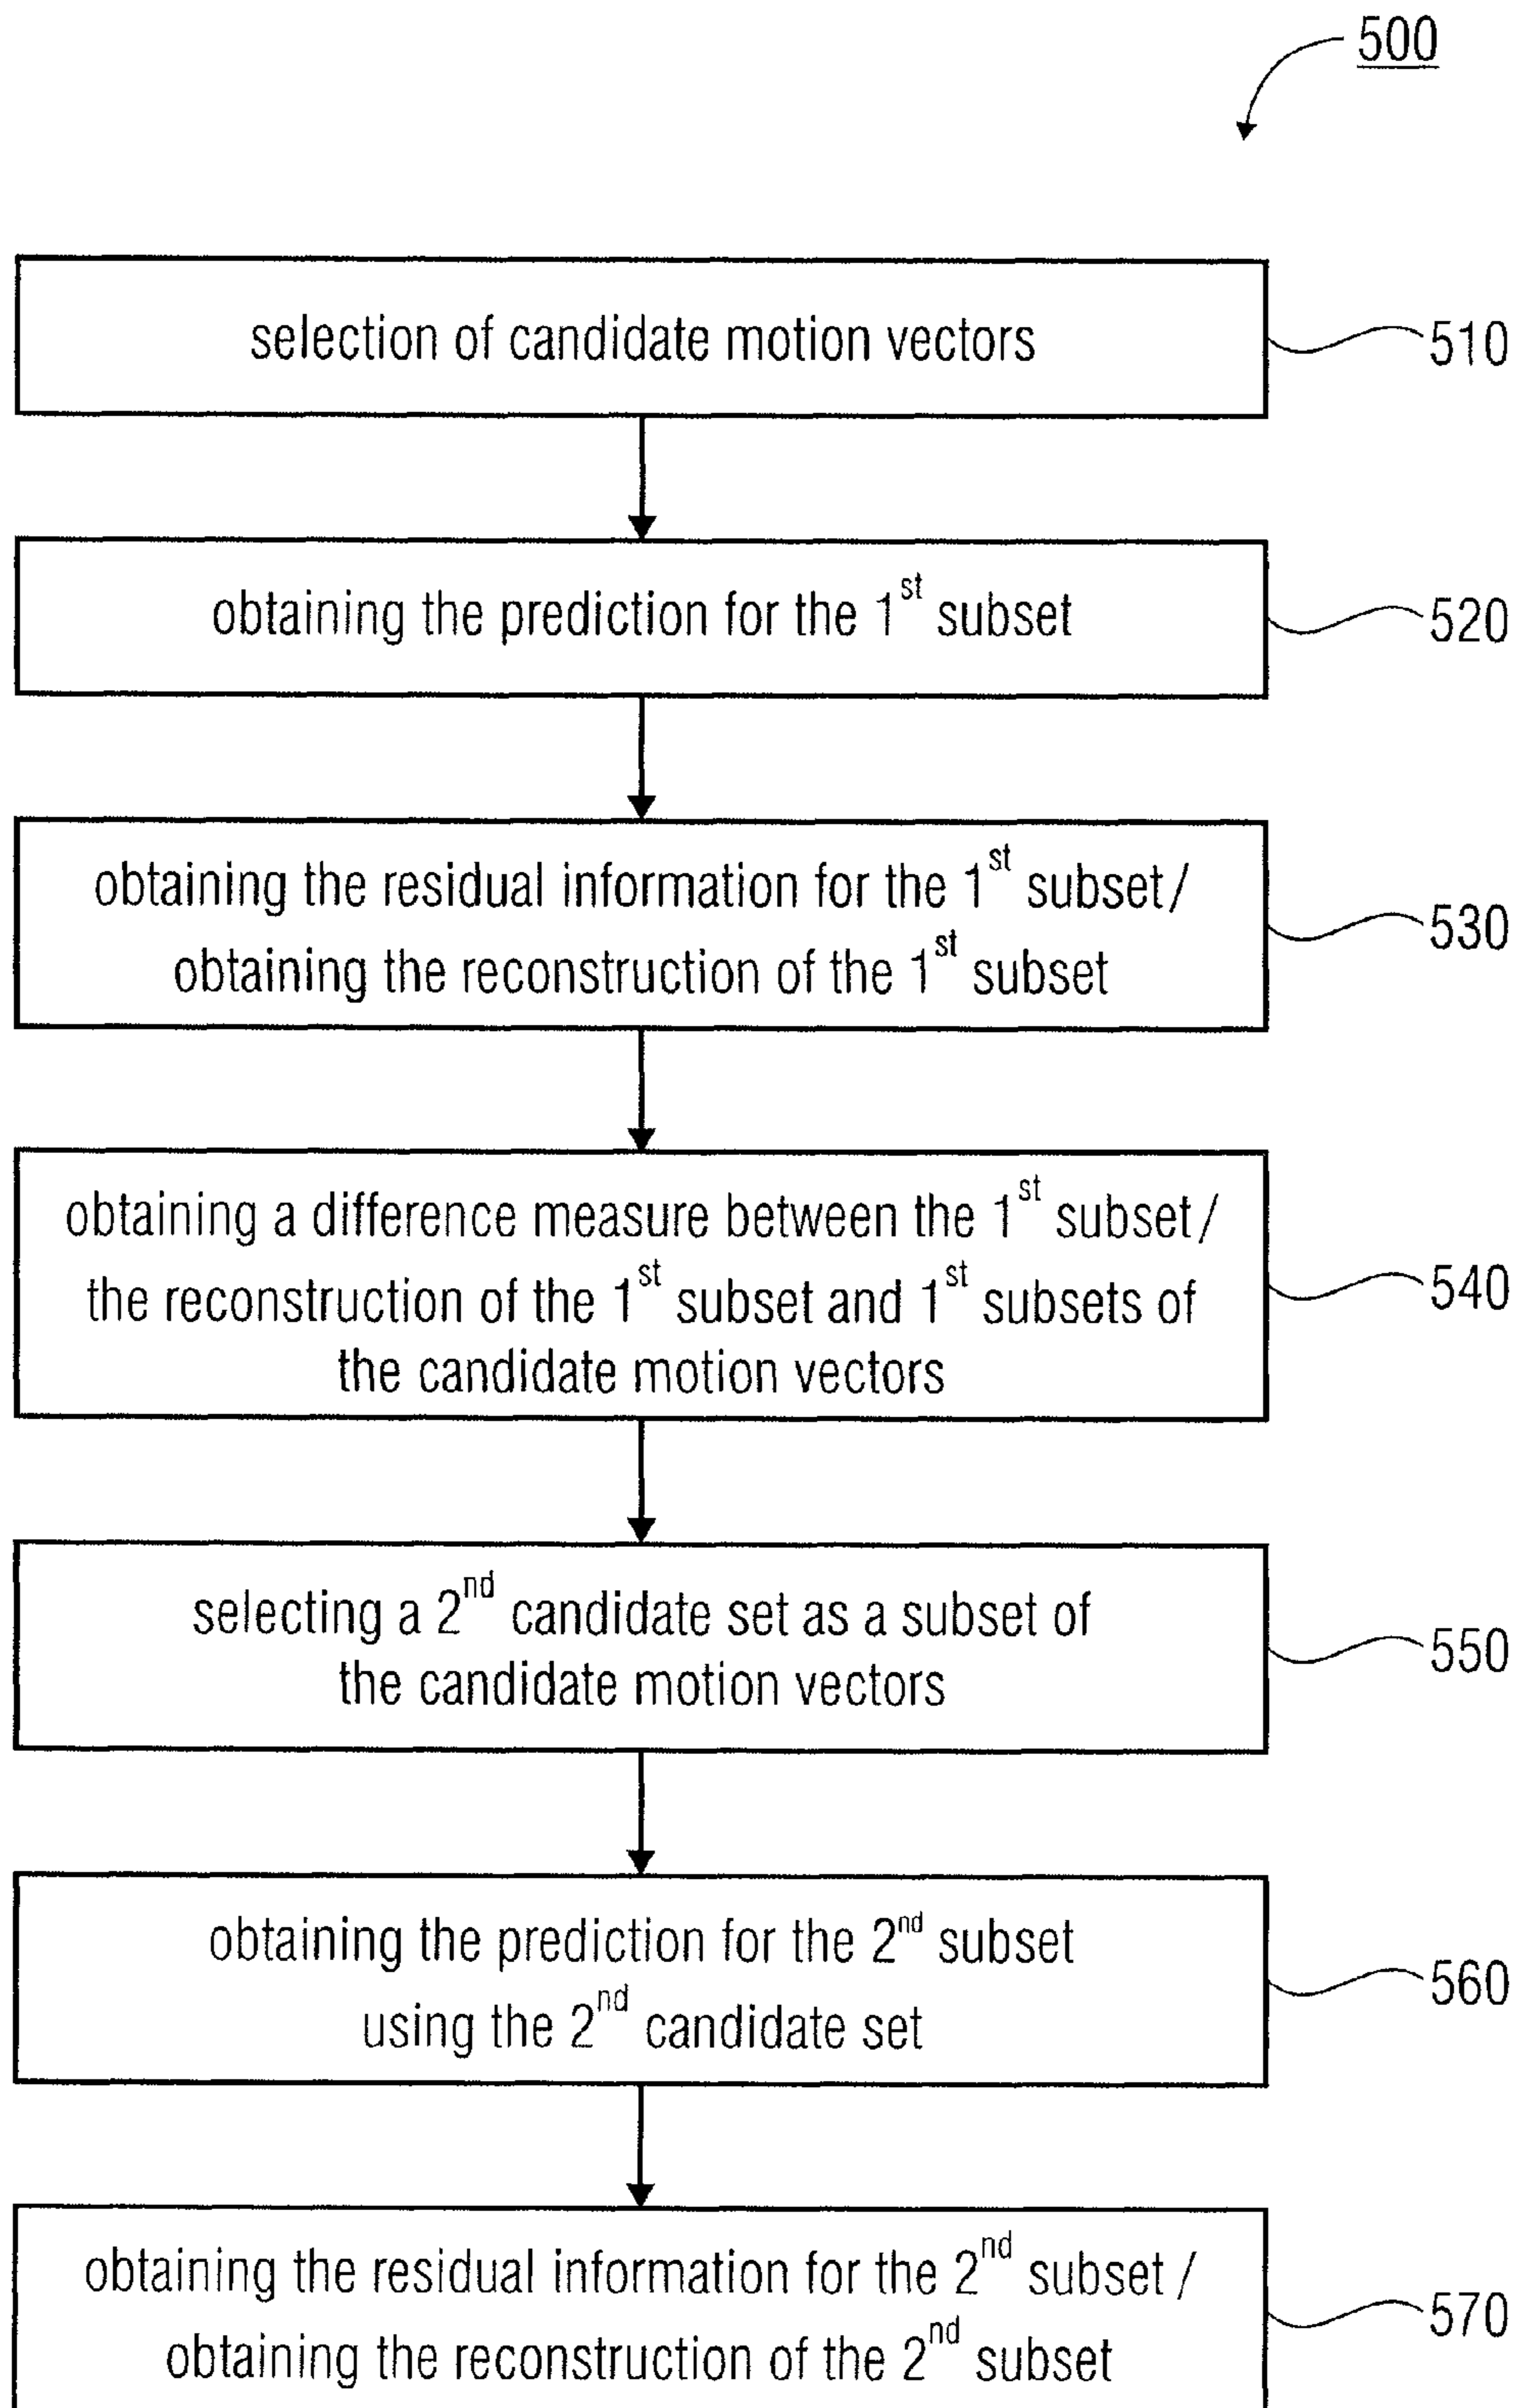 500
selection of candidate motion vectors
510
obtaining the prediction for the 1st subset
520
obtaining the residual information for the 1st subset/
obtaining the reconstruction of the 1st subset
530
obtaining a difference measure between the 1st subset/
the reconstruction of the 1st subset and 1st subsets of
the candidate motion vectors
540
selecting a 2nd candidate set as a subset of
the candidate motion vectors
550
obtaining the prediction for the 2nd subset
using the 2nd candidate set
560
obtaining the residual information for the 2nd subset /
obtaining the reconstruction of the 2nd subset
570